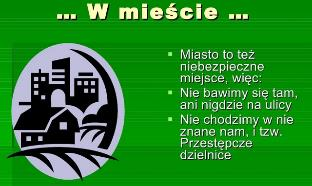 ... W mieście ...
▪ Miasto to też
niebezpieczne
miejsce, więc:
▪ Nie bawimy się tam,
ani nigdzie na ulicy
▪ Nie chodzimy w nie
znane nam, i tzw.
Przestępcze
dzielnice